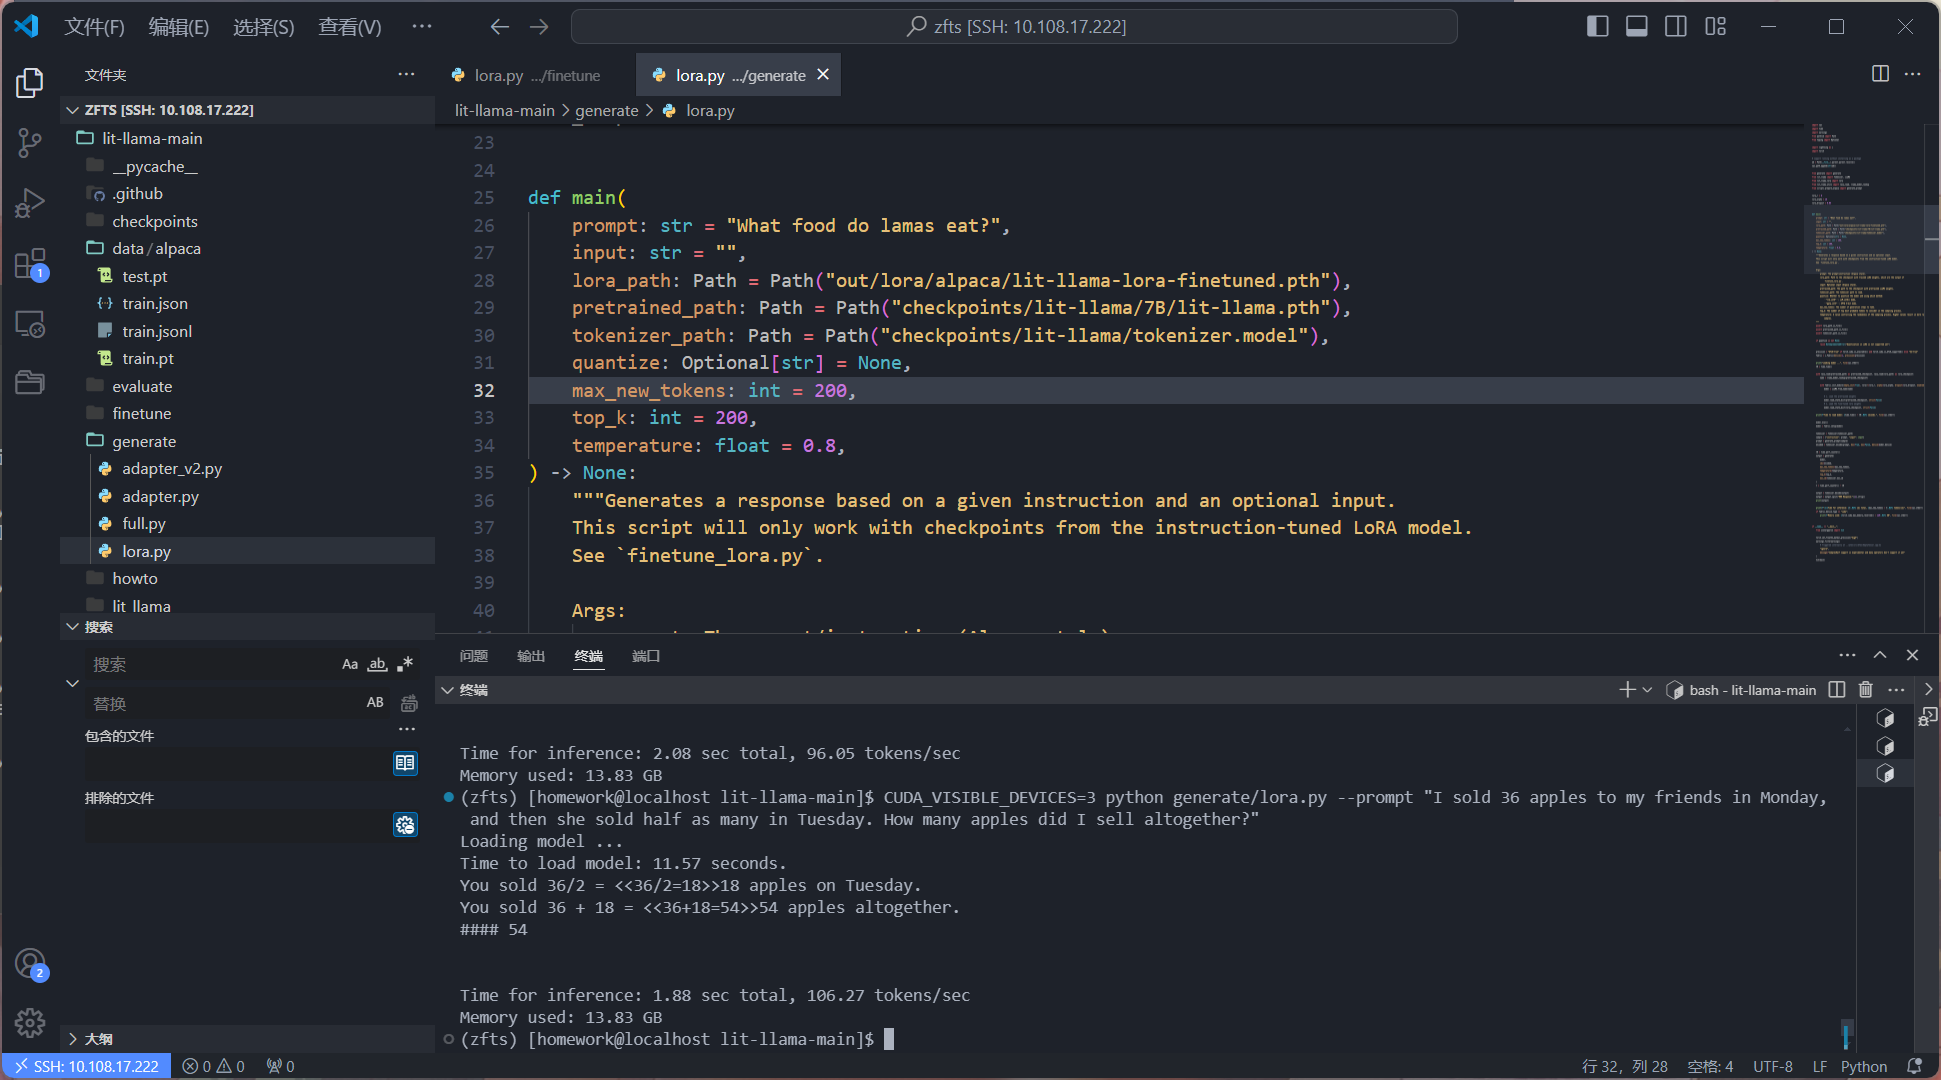 文件(F) 编辑(E) 选择(S) 查看(V) ···
zfts [SSH: 10.108.17.222]
文件夹
ZFTS [SSH: 10.108.17.222]
lit-llama-main
__pycache__
.github
checkpoints
data / alpaca
test.pt
train.json
train.jsonl
train.pt
evaluate
finetune
generate
adapter_v2.py
adapter.py
full.py
lora.py
howto
lit_llama
搜索
搜索 Aa ab
替换 AB
包含的文件
排除的文件
大纲
1
2
lora.py .../finetune
lora.py .../generate
lit-llama-main > generate > lora.py
23
24
25 def main(
26     prompt: str = "What food do lamas eat?",
27     input: str = "",
28     lora_path: Path = Path("out/lora/alpaca/lit-llama-lora-finetuned.pth"),
29     pretrained_path: Path = Path("checkpoints/lit-llama/7B/lit-llama.pth"),
30     tokenizer_path: Path = Path("checkpoints/lit-llama/tokenizer.model"),
31     quantize: Optional[str] = None,
32     max_new_tokens: int = 200,
33     top_k: int = 200,
34     temperature: float = 0.8,
35 ) -> None:
36     """Generates a response based on a given instruction and an optional input.
37     This script will only work with checkpoints from the instruction-tuned LoRA model.
38     See `finetune_lora.py`.
39
40     Args:
问题 输出 终端 端口
终端
bash - lit-llama-main
Time for inference: 2.08 sec total, 96.05 tokens/sec
Memory used: 13.83 GB
(zfts) [homework@localhost lit-llama-main]$ CUDA_VISIBLE_DEVICES=3 python generate/lora.py --prompt "I sold 36 apples to my friends in Monday,
and then she sold half as many in Tuesday. How many apples did I sell altogether?"
Loading model ...
Time to load model: 11.57 seconds.
You sold 36/2 = <<36/2=18>>18 apples on Tuesday.
You sold 36 + 18 = <<36+18=54>>54 apples altogether.
#### 54
Time for inference: 1.88 sec total, 106.27 tokens/sec
Memory used: 13.83 GB
(zfts) [homework@localhost lit-llama-main]$
SSH: 10.108.17.222 0 0 0
行 32，列 28 空格: 4 UTF-8 LF Python